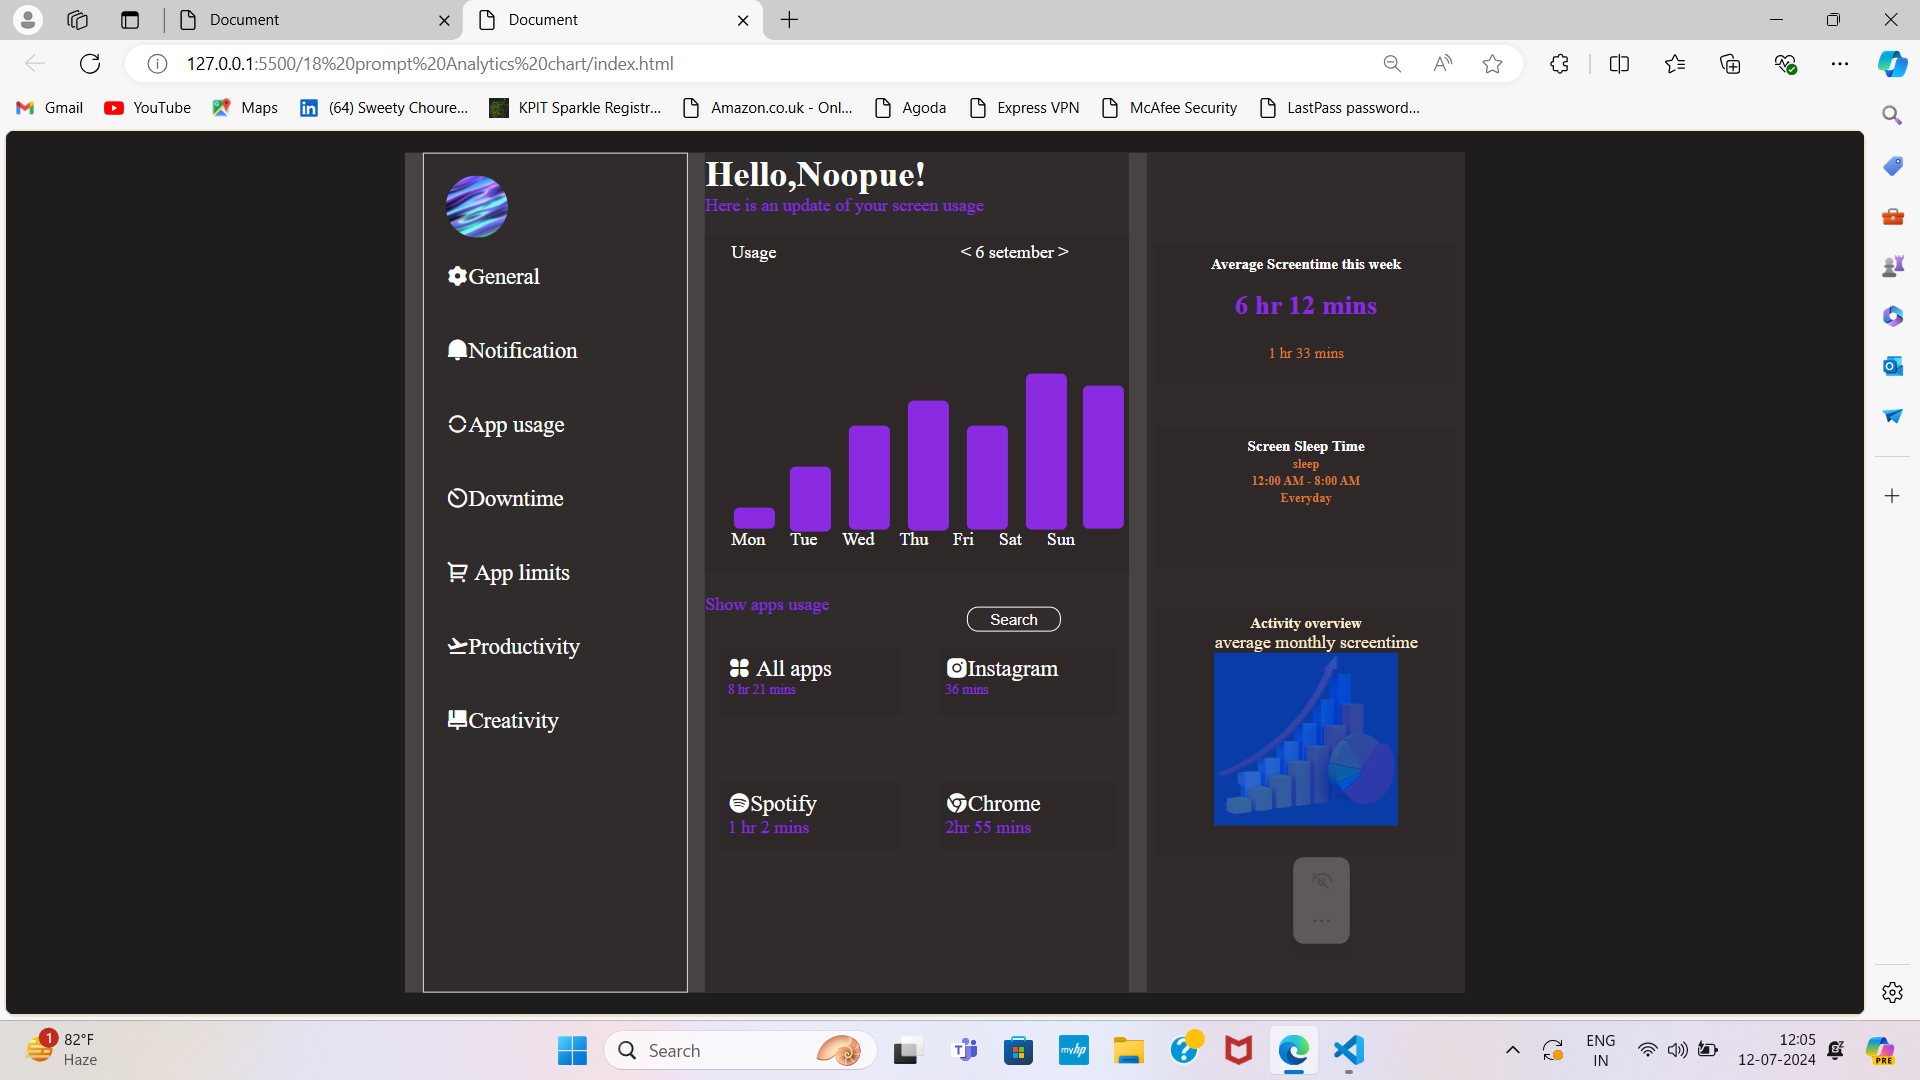 Document
Document
127.0.0.1:5500/18%20prompt%20Analytics%20chart/index.html
Gmail
YouTube
Maps
(64) Sweety Choure...
KPIT Sparkle Registr...
Amazon.co.uk - Onl...
Agoda
Express VPN
McAfee Security
LastPass password...
General
Notification
App usage
Downtime
App limits
Productivity
Creativity
Hello,Noopue!
Here is an update of your screen usage
Usage < 6 setember >
Mon Tue Wed Thu Fri Sat Sun
Show apps usage
Search
All apps
8 hr 21 mins
Instagram
36 mins
Spotify
1 hr 2 mins
Chrome
2hr 55 mins
Average Screentime this week
6 hr 12 mins
1 hr 33 mins
Screen Sleep Time
sleep
12:00 AM - 8:00 AM
Everyday
Activity overview
average monthly screentime
1
82°F
Haze
Search
myhp
ENG
IN
12:05
12-07-2024
PRE